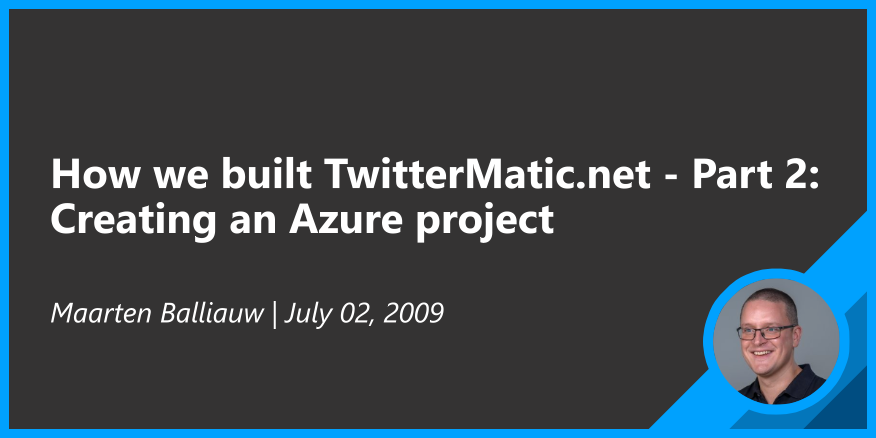 How we built TwitterMatic.net - Part 2:
Creating an Azure project
Maarten Balliauw | July 02, 2009